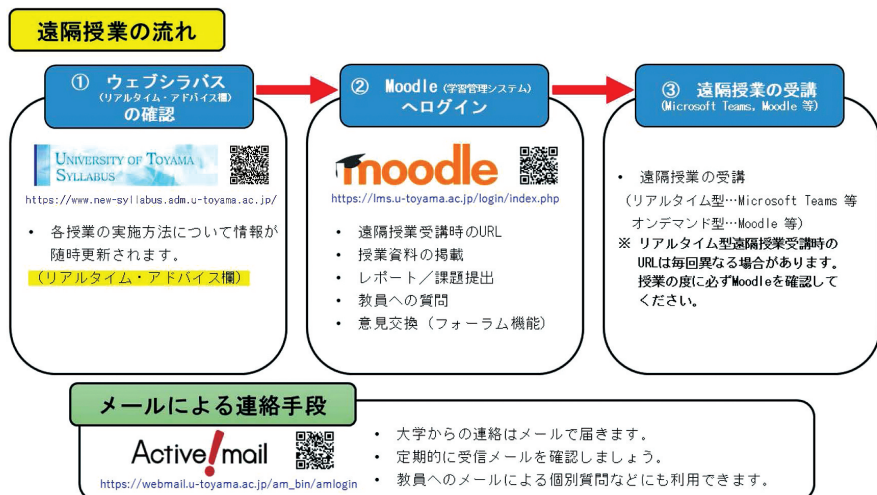 遠隔授業の流れ
① ウェブシラバス
(リアルタイム・アドバイス欄)
の確認
UNIVERSITY OF TOYAMA
SYLLABUS
https://www.new-syllabus.adm.u-toyama.ac.jp/
・ 各授業の実施方法について情報が
随時更新されます。
(リアルタイム・アドバイス欄)
② Moodle (学習管理システム)
へログイン
moodle
https://lms.u-toyama.ac.jp/login/index.php
・ 遠隔授業受講時のURL
・ 授業資料の掲載
・ レポート／課題提出
・ 教員への質問
・ 意見交換（フォーラム機能）
③ 遠隔授業の受講
(Microsoft Teams, Moodle 等)
・ 遠隔授業の受講
（リアルタイム型…Microsoft Teams 等
オンデマンド型…Moodle 等）
※ リアルタイム型遠隔授業受講時の
URLは毎回異なる場合があります。
授業の度に必ずMoodleを確認して
ください。
メールによる連絡手段
Active! mail
https://webmail.u-toyama.ac.jp/am_bin/amlogin
・ 大学からの連絡はメールで届きます。
・ 定期的に受信メールを確認しましょう。
・ 教員へのメールによる個別質問などにも利用できます。